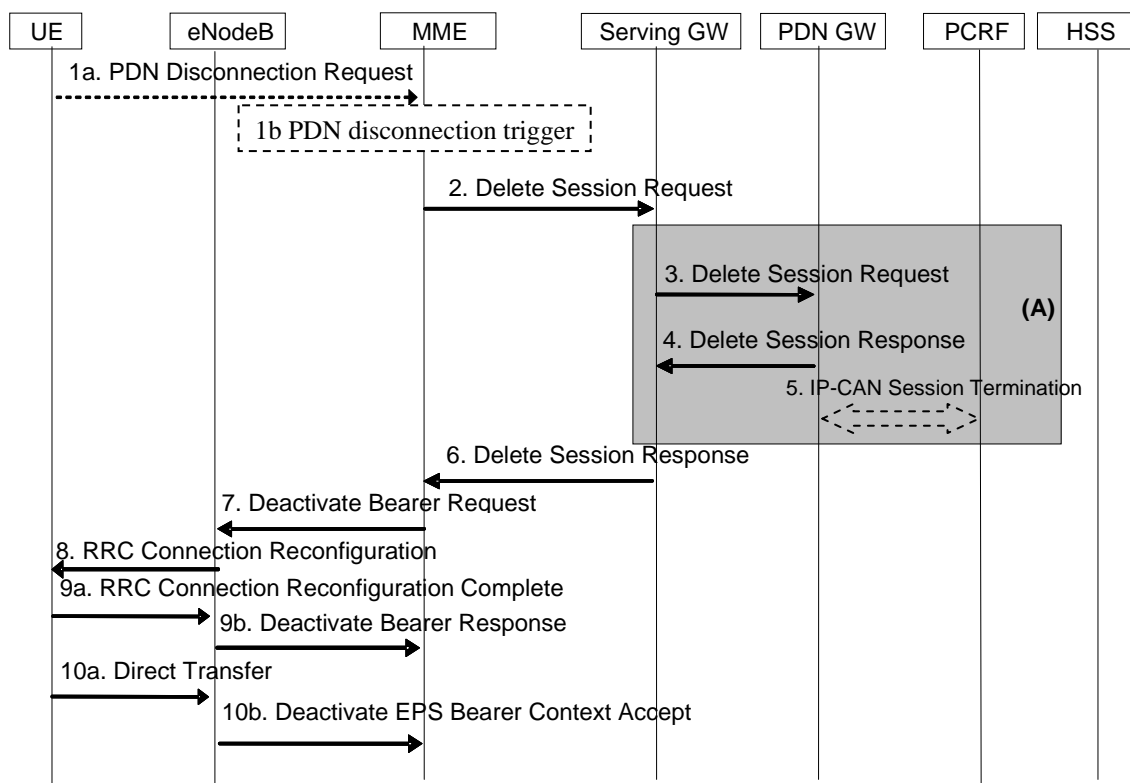 UE
eNodeB
MME
Serving GW
PDN GW
PCRF
HSS
1a. PDN Disconnection Request
1b PDN disconnection trigger
2. Delete Session Request
3. Delete Session Request
(A)
4. Delete Session Response
5. IP-CAN Session Termination
6. Delete Session Response
7. Deactivate Bearer Request
8. RRC Connection Reconfiguration
9a. RRC Connection Reconfiguration Complete
9b. Deactivate Bearer Response
10a. Direct Transfer
10b. Deactivate EPS Bearer Context Accept